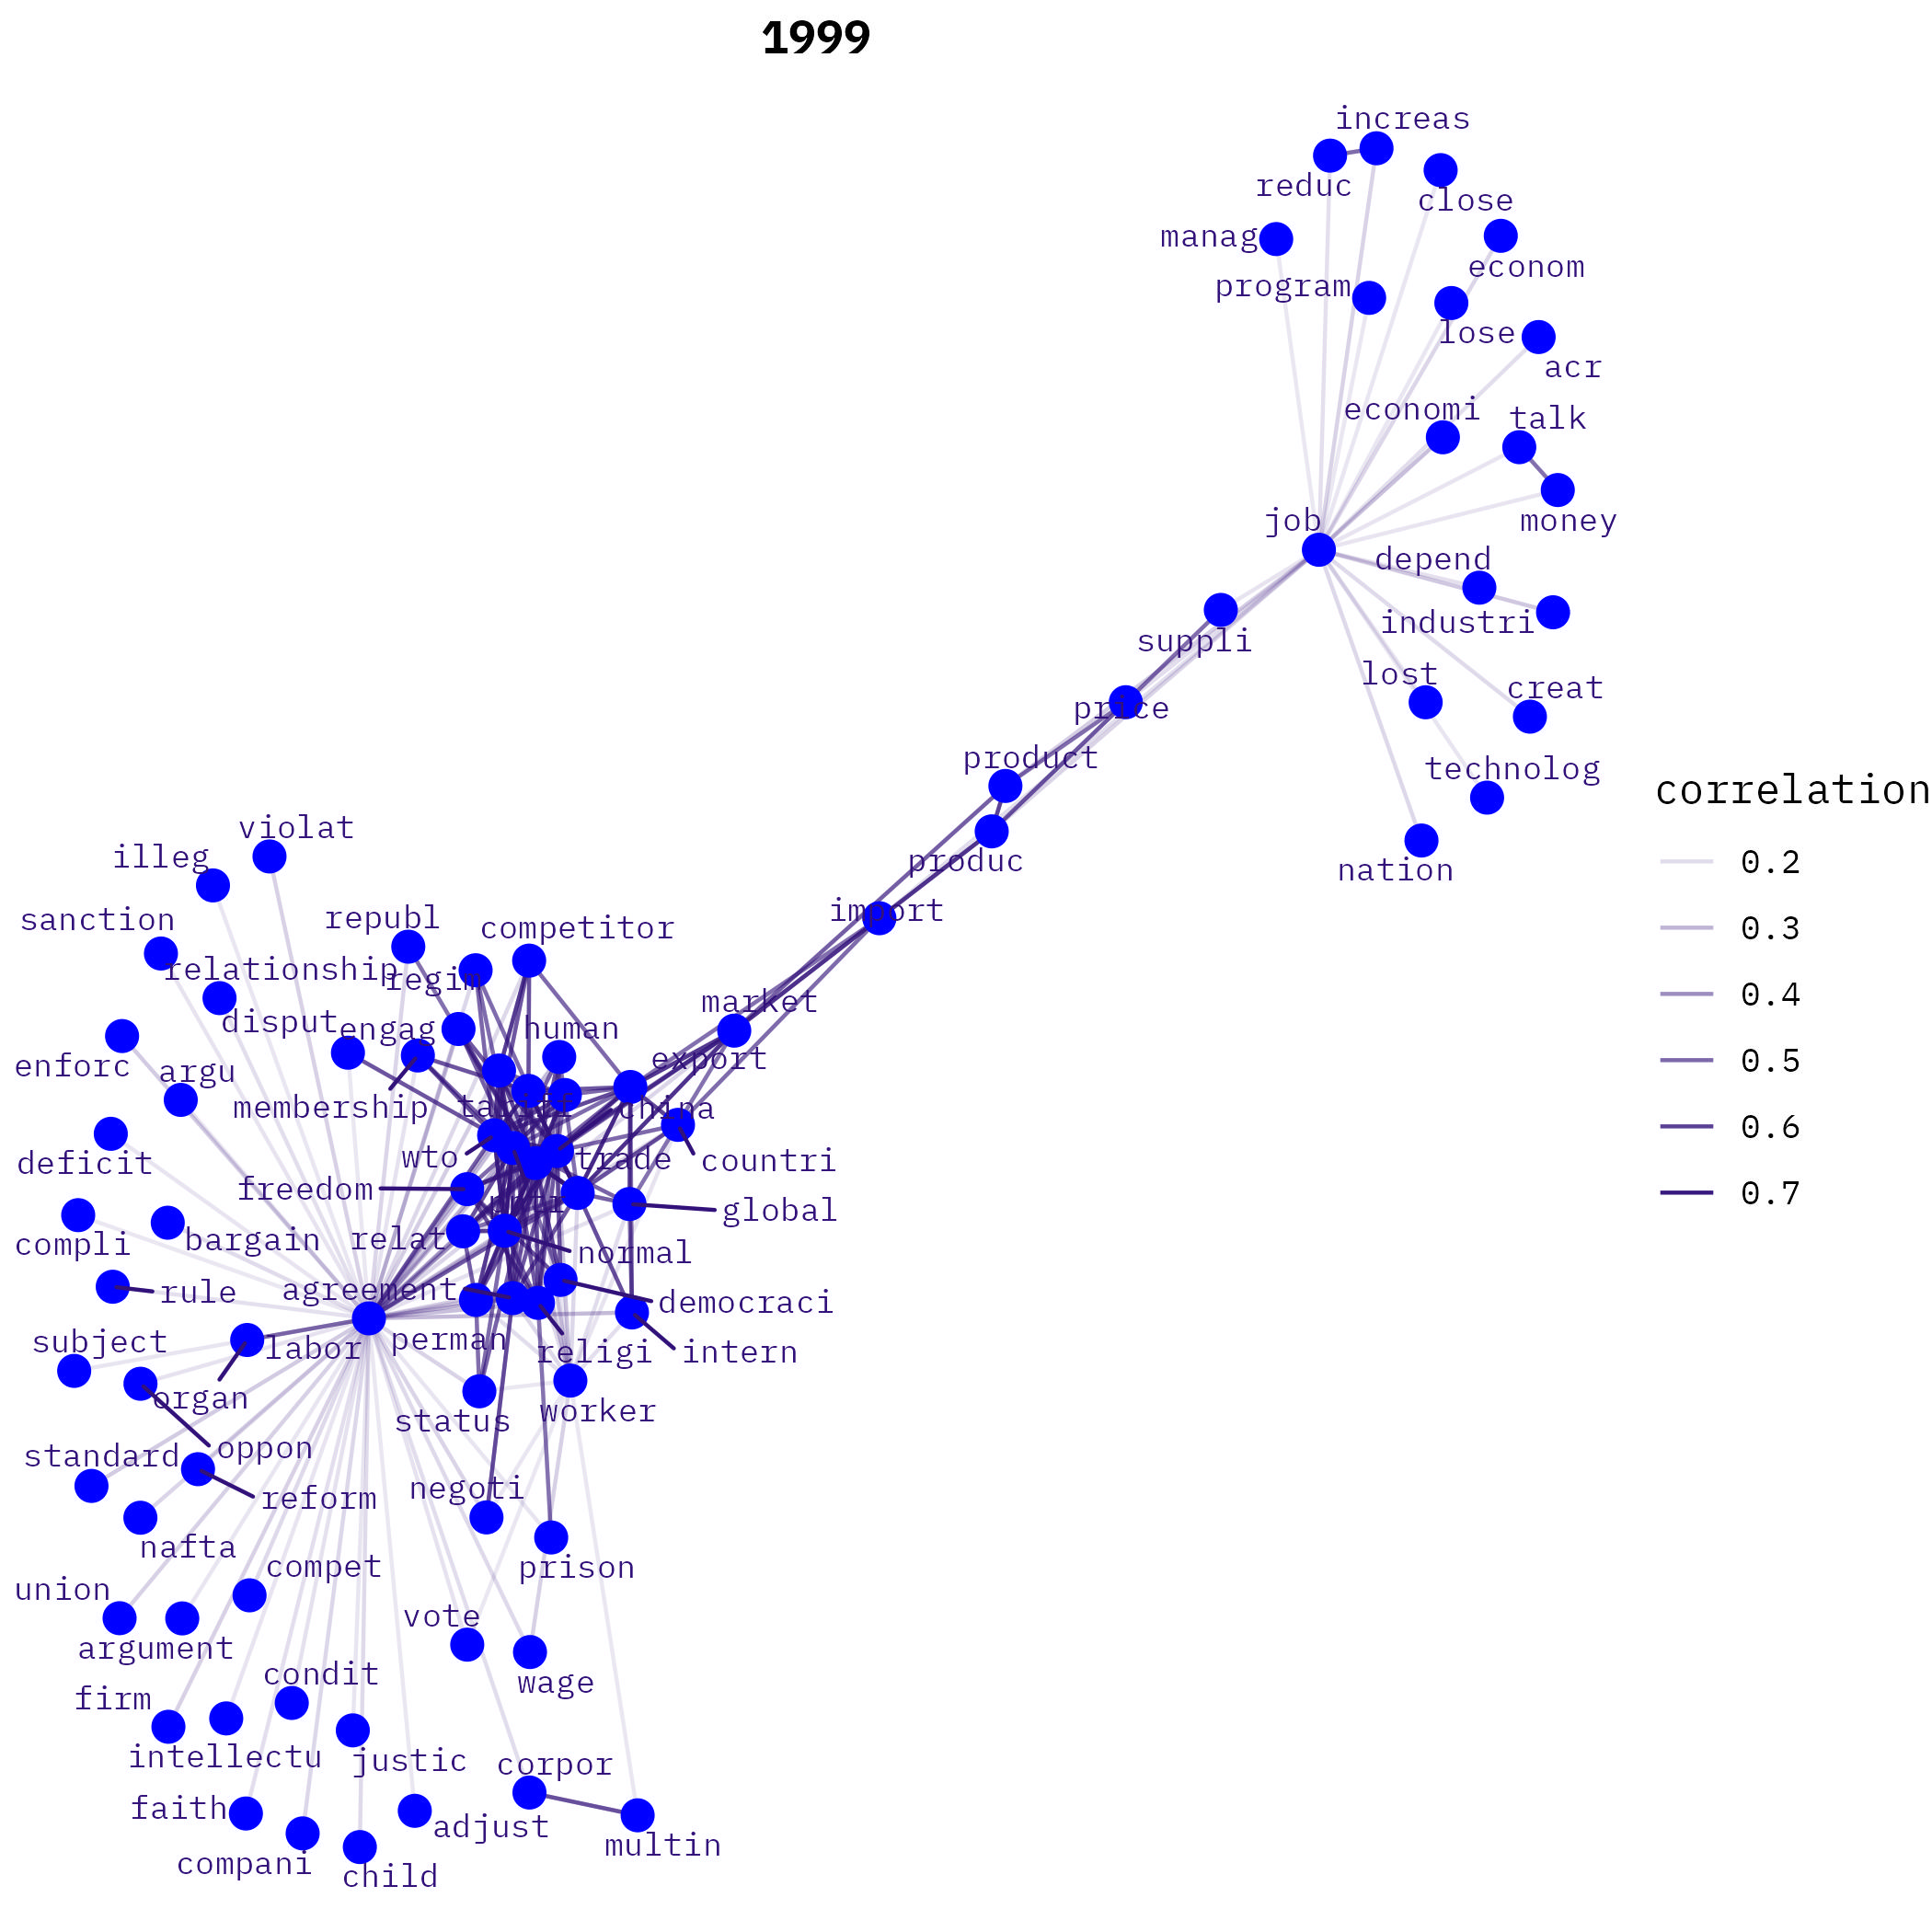 1999
increas
reduc
close
manag
econom
program
lose
acr
economi
talk
job
money
depend
industri
suppli
lost
creat
price
product
technolog
correlation
0.2
0.3
0.4
0.5
0.6
0.7
produc
nation
violat
illeg
import
sanction
republ
competitor
relationship
regim
market
disput
engag
human
enforc
argu
export
membership
tariff
china
deficit
wto
trade
countri
freedom
pntr
global
compli
bargain
relat
normal
rule
agreement
democraci
subject
labor
perman
religi
intern
organ
status
worker
standard
oppon
reform
negoti
nafta
compet
prison
union
vote
argument
condit
wage
firm
intellectu
justic
corpor
faith
adjust
multin
compani
child